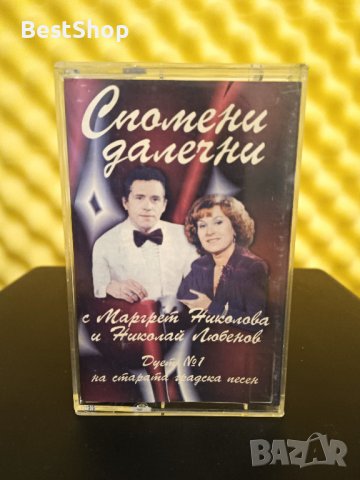 BestShop
Спомени
далечни
с Маргрет Николова
и Николай Любенов
Дует №1
на старата градска песен
BAZAR